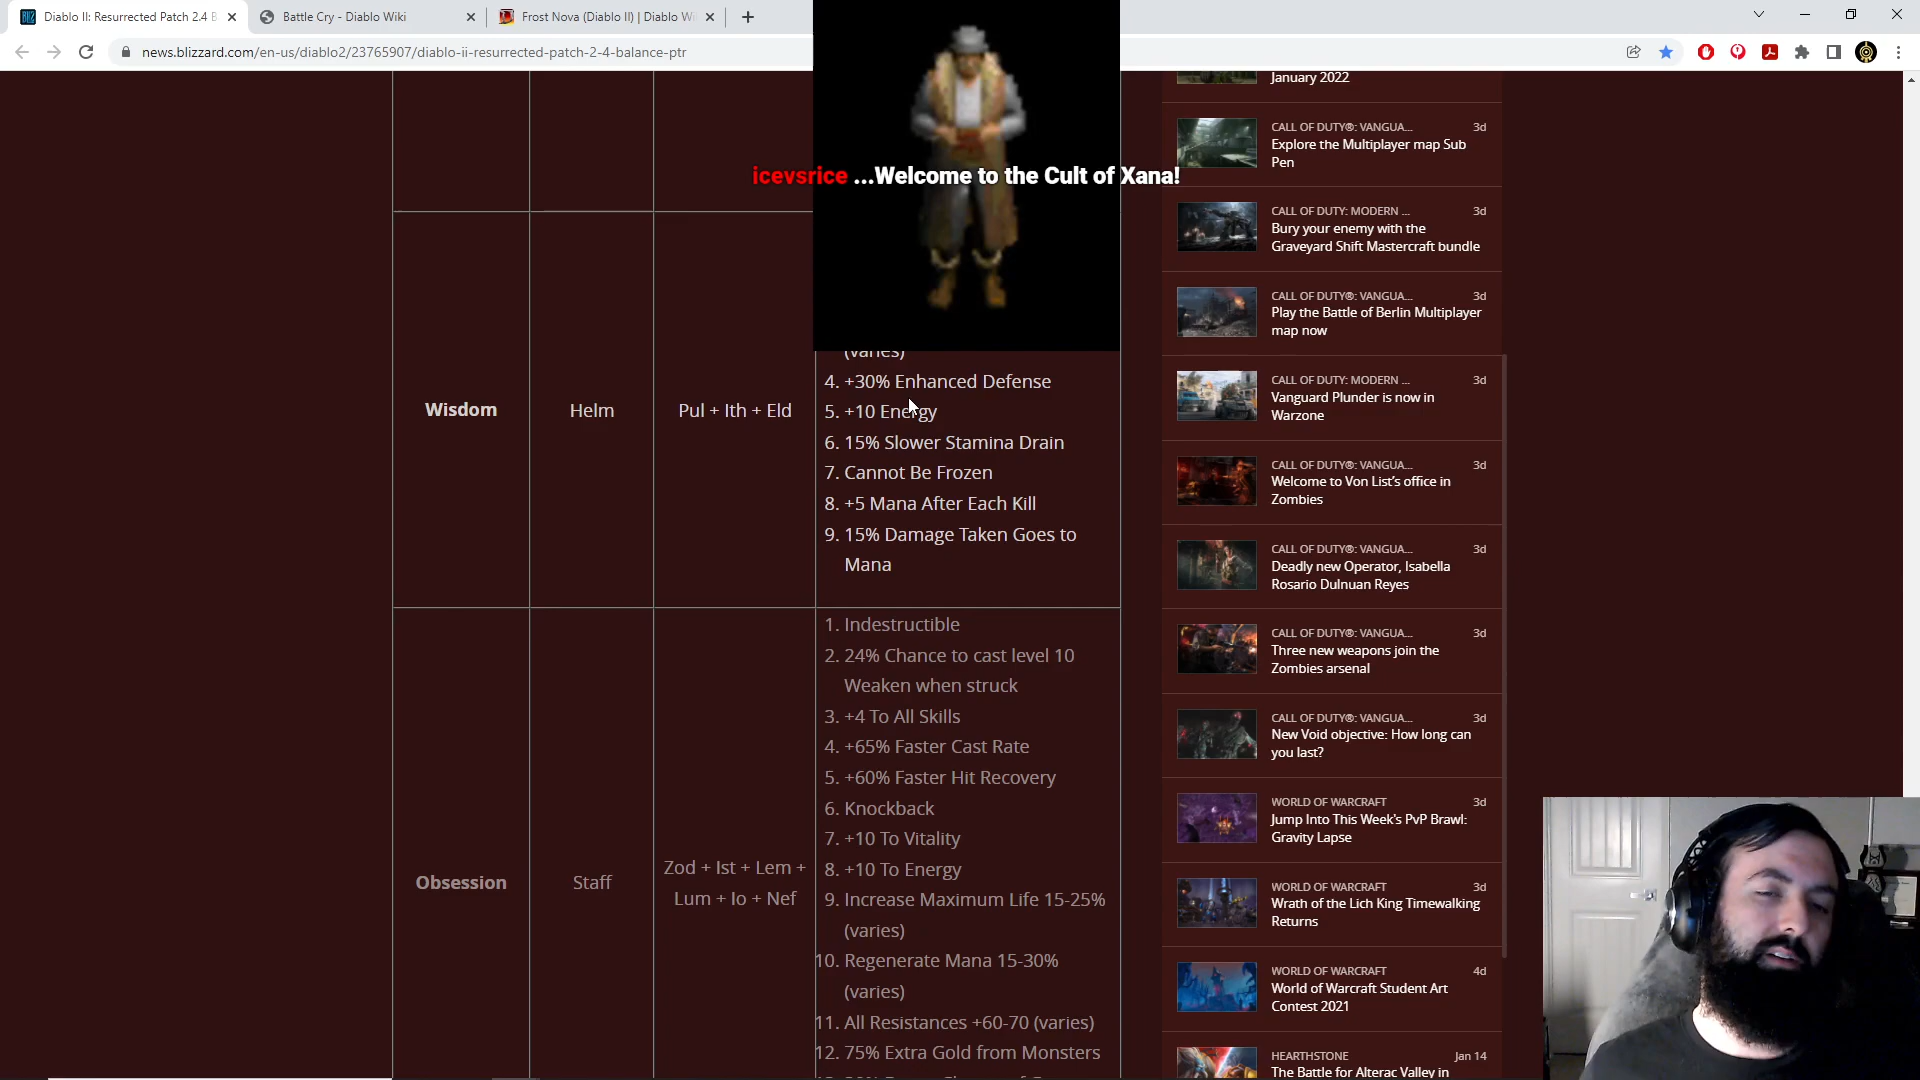 Diablo II: Resurrected Patch 2.4 B
Battle Cry - Diablo Wiki
Frost Nova (Diablo II) | Diablo Wi
news.blizzard.com/en-us/diablo2/23765907/diablo-ii-resurrected-patch-2-4-balance-ptr
icevsrice ...Welcome to the Cult of Xana!
Wisdom
Helm
Pul + Ith + Eld
(varies)
4. +30% Enhanced Defense
5. +10 Energy
6. 15% Slower Stamina Drain
7. Cannot Be Frozen
8. +5 Mana After Each Kill
9. 15% Damage Taken Goes to
Mana
Obsession
Staff
Zod + Ist + Lem +
Lum + Io + Nef
1. Indestructible
2. 24% Chance to cast level 10
Weaken when struck
3. +4 To All Skills
4. +65% Faster Cast Rate
5. +60% Faster Hit Recovery
6. Knockback
7. +10 To Vitality
8. +10 To Energy
9. Increase Maximum Life 15-25%
(varies)
10. Regenerate Mana 15-30%
(varies)
11. All Resistances +60-70 (varies)
12. 75% Extra Gold from Monsters
January 2022
CALL OF DUTY®: VANGUA... 3d
Explore the Multiplayer map Sub
Pen
CALL OF DUTY: MODERN ... 3d
Bury your enemy with the
Graveyard Shift Mastercraft bundle
CALL OF DUTY®: VANGUA... 3d
Play the Battle of Berlin Multiplayer
map now
CALL OF DUTY: MODERN ... 3d
Vanguard Plunder is now in
Warzone
CALL OF DUTY®: VANGUA... 3d
Welcome to Von List's office in
Zombies
CALL OF DUTY®: VANGUA... 3d
Deadly new Operator, Isabella
Rosario Dulnuan Reyes
CALL OF DUTY®: VANGUA... 3d
Three new weapons join the
Zombies arsenal
CALL OF DUTY®: VANGUA... 3d
New Void objective: How long can
you last?
WORLD OF WARCRAFT 3d
Jump Into This Week's PvP Brawl:
Gravity Lapse
WORLD OF WARCRAFT 3d
Wrath of the Lich King Timewalking
Returns
WORLD OF WARCRAFT 4d
World of Warcraft Student Art
Contest 2021
HEARTHSTONE Jan 14
The Battle for Alterac Valley in